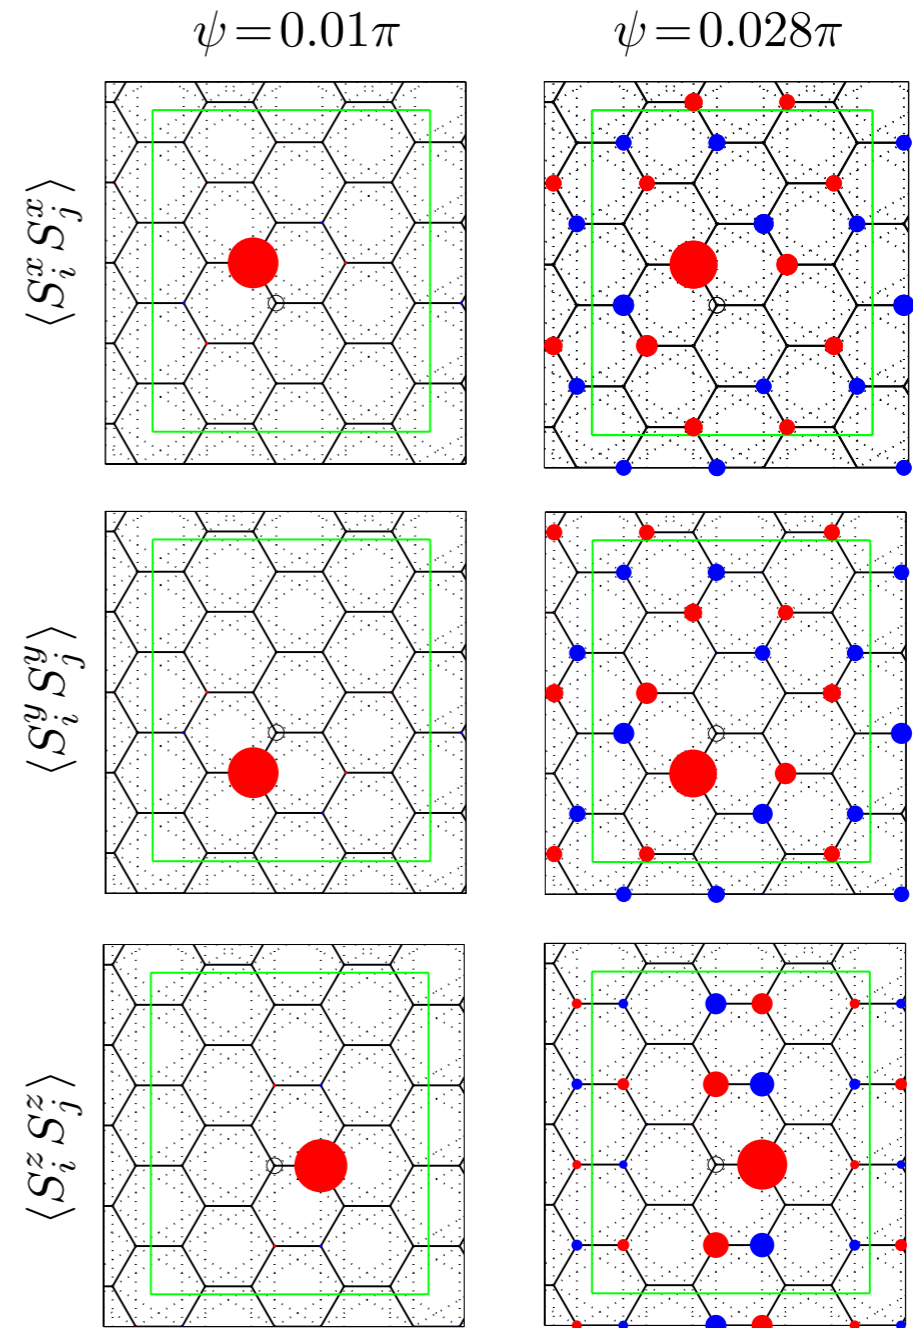 ψ=0.01π
ψ=0.028π
⟨S_i^x S_j^x⟩
⟨S_i^y S_j^y⟩
⟨S_i^z S_j^z⟩